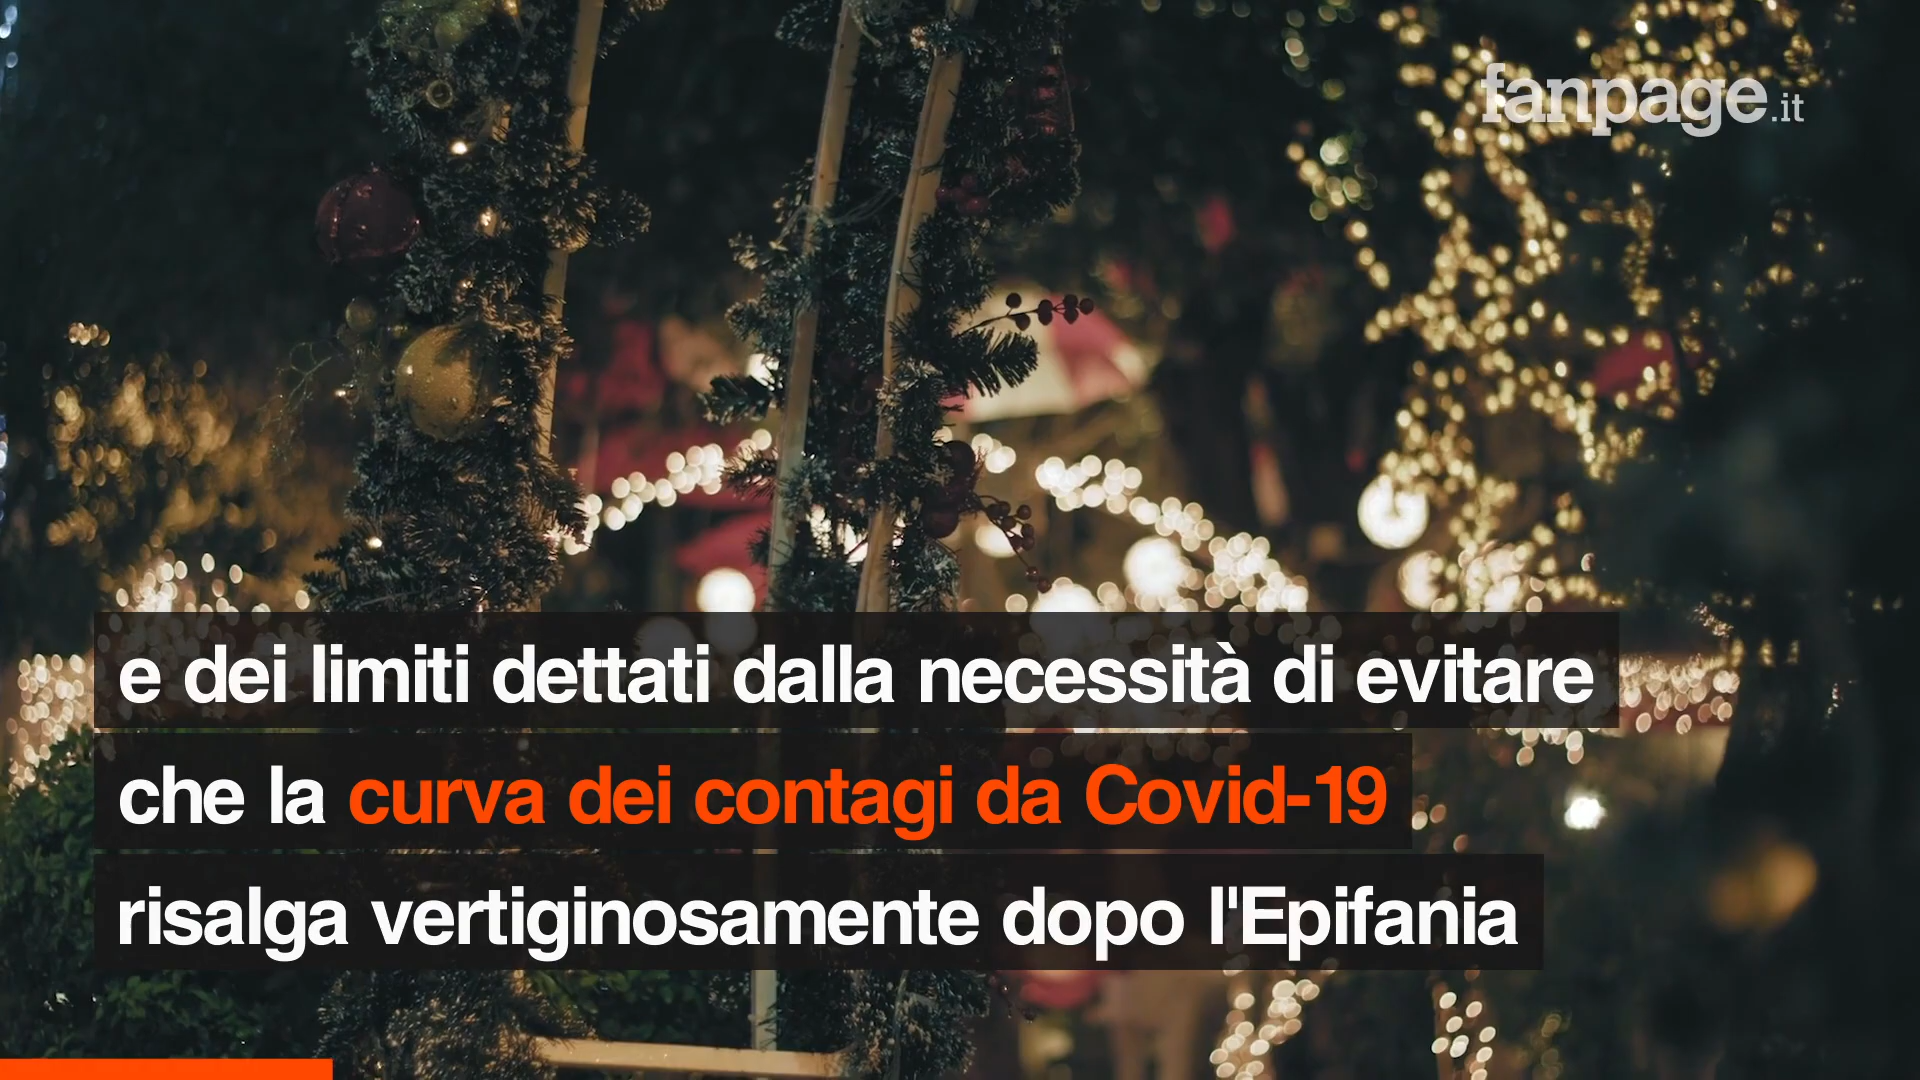 fanpage.it
e dei limiti dettati dalla necessità di evitare
che la curva dei contagi da Covid-19
risalga vertiginosamente dopo l'Epifania